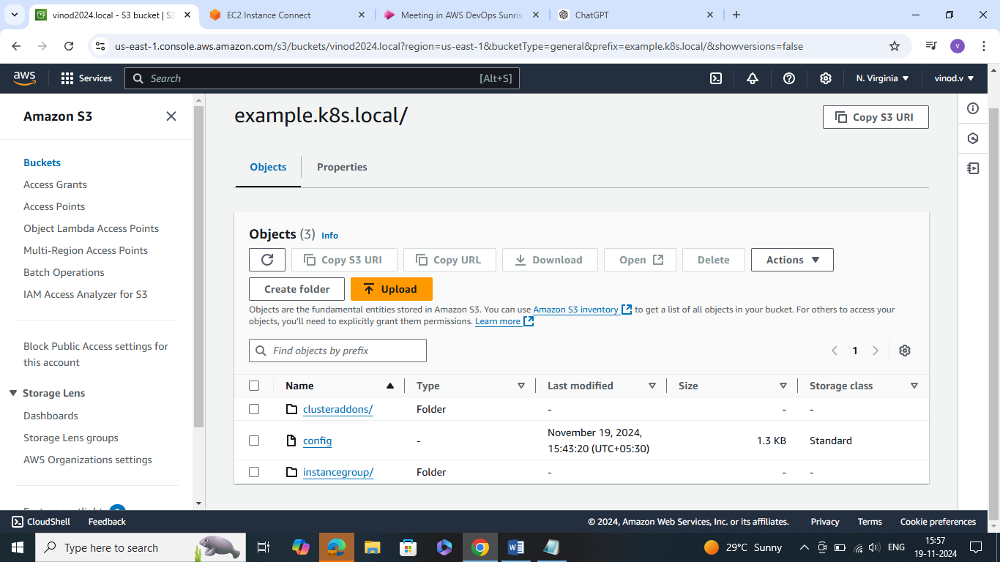 vinod2024.local - S3 bucket | S3
EC2 Instance Connect
Meeting in AWS DevOps Sunris
ChatGPT
us-east-1.console.aws.amazon.com/s3/buckets/vinod2024.local?region=us-east-1&bucketType=general&prefix=example.k8s.local/&showversions=false
V
aws
Services
Search
[Alt+S]
N. Virginia
vinod.v
Amazon S3
Buckets
Access Grants
Access Points
Object Lambda Access Points
Multi-Region Access Points
Batch Operations
IAM Access Analyzer for S3
Block Public Access settings for
this account
Storage Lens
Dashboards
Storage Lens groups
AWS Organizations settings
example.k8s.local/
Copy S3 URI
Objects
Properties
Objects (3) Info
Copy S3 URI
Copy URL
Download
Open
Delete
Actions
Create folder
Upload
Objects are the fundamental entities stored in Amazon S3. You can use Amazon S3 inventory to get a list of all objects in your bucket. For others to access your
objects, you'll need to explicitly grant them permissions. Learn more
Find objects by prefix
1
Name Type Last modified Size Storage class
clusteraddons/ Folder - - -
config - November 19, 2024, 15:43:20 (UTC+05:30) 1.3 KB Standard
instancegroup/ Folder - - -
CloudShell
Feedback
© 2024, Amazon Web Services, Inc. or its affiliates.
Privacy
Terms
Cookie preferences
Type here to search
29°C Sunny
ENG
15:57
19-11-2024